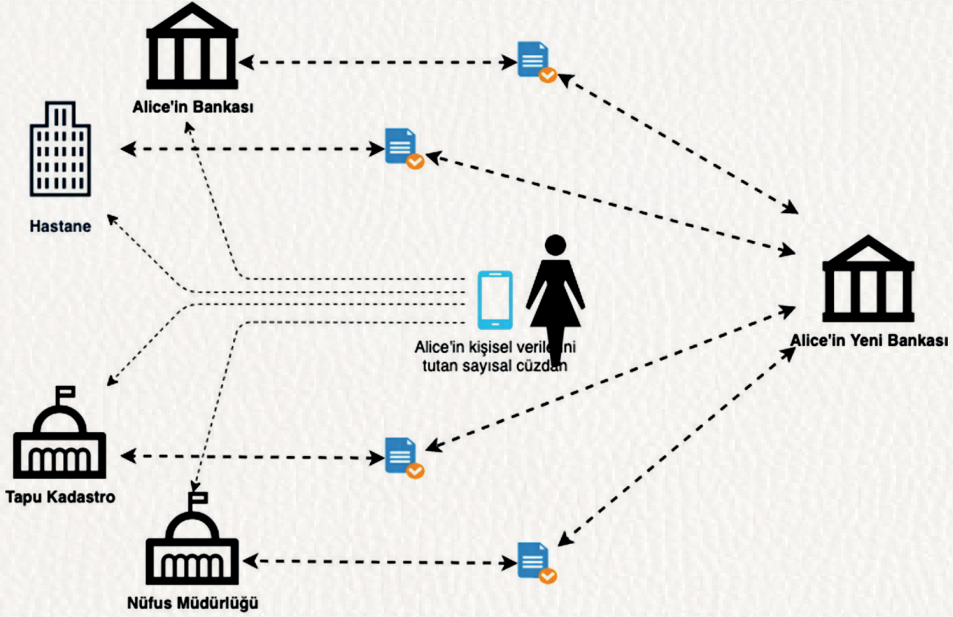 Alice'in Bankası
Hastane
Alice'in kişisel verilerini
tutan sayısal cüzdan
Alice'in Yeni Bankası
Tapu Kadastro
Nüfus Müdürlüğü